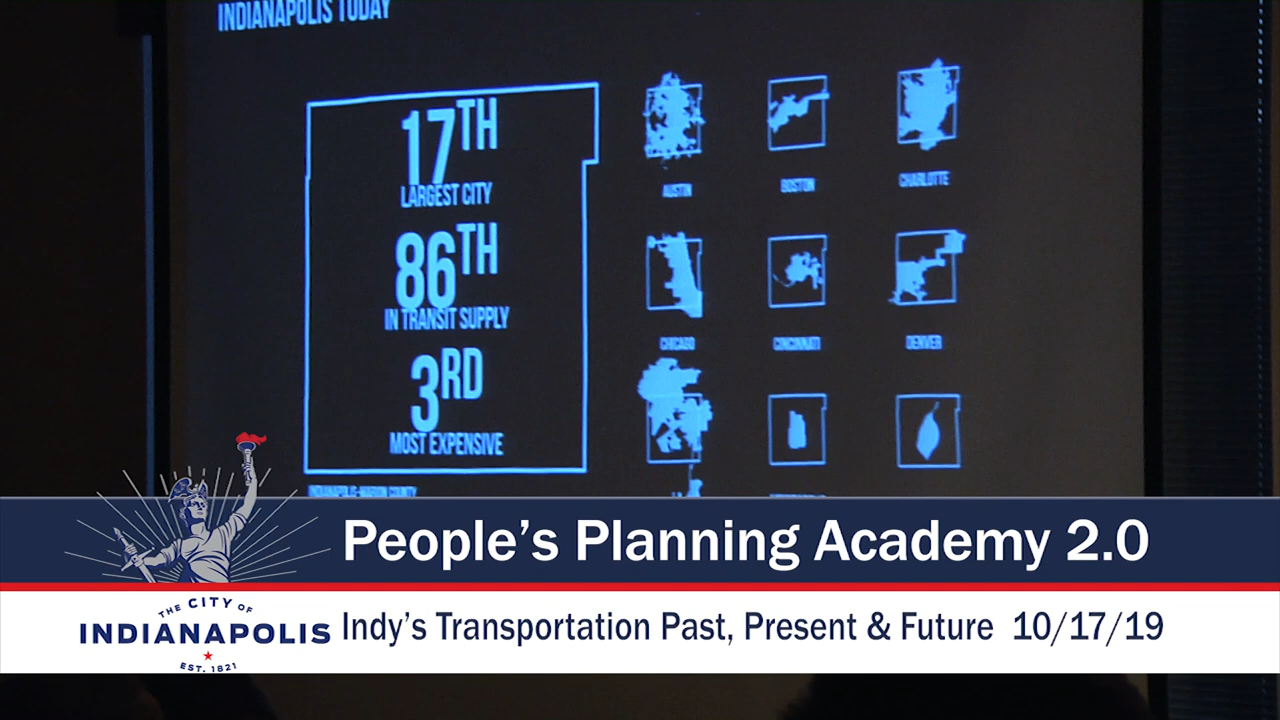 INDIANAPOLIS TODAY
17TH
LARGEST CITY
86TH
IN TRANSIT SUPPLY
3RD
MOST EXPENSIVE
INDIANAPOLIS-MARION COUNTY
AUSTIN
BOSTON
CHARLOTTE
CHICAGO
CINCINNATI
DENVER
People's Planning Academy 2.0
THE CITY OF
INDIANAPOLIS
EST. 1821
Indy's Transportation Past, Present & Future 10/17/19